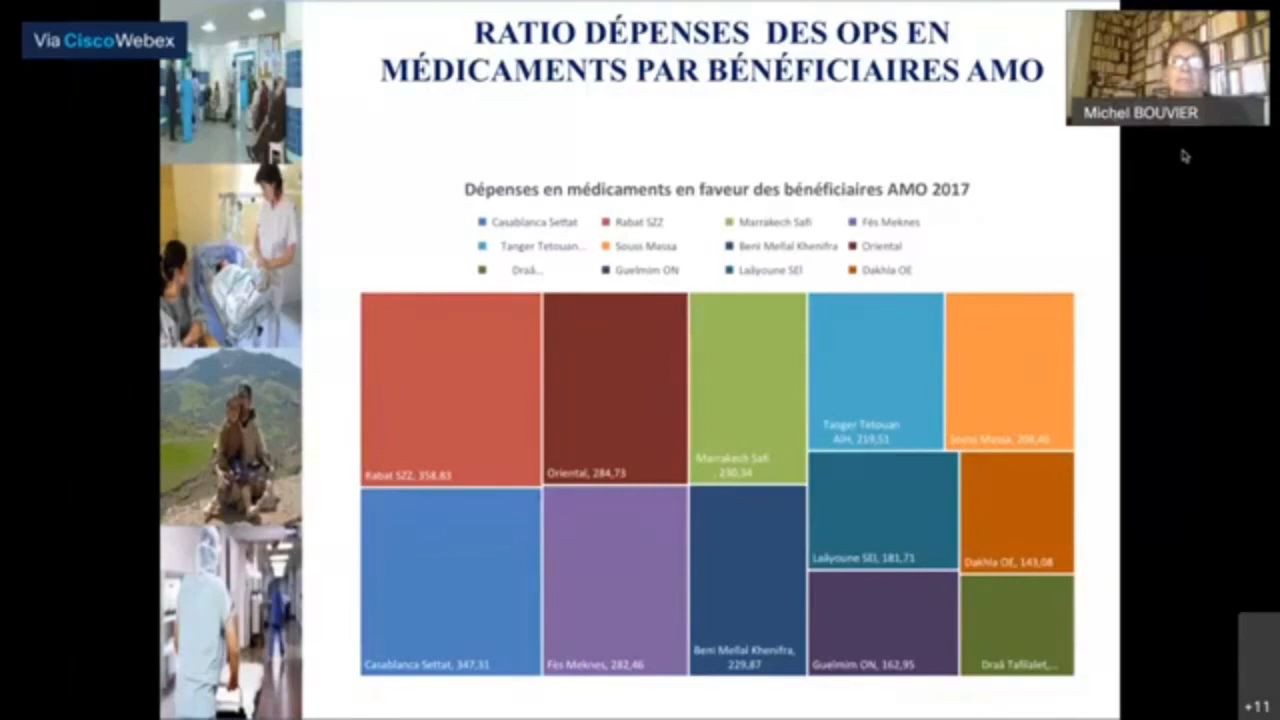 Via Cisco Webex
RATIO DÉPENSES DES OPS EN
MÉDICAMENTS PAR BÉNÉFICIAIRES AMO
Michel BOUVIER
Dépenses en médicaments en faveur des bénéficiaires AMO 2017
Casablanca Settat
Rabat SZZ
Marrakech Safi
Fès Meknes
Tanger Tetouan...
Souss Massa
Beni Mellal Khenifra
Oriental
Draâ...
Guelmim ON
Laâyoune SEl
Dakhla OE
Rabat SZZ, 358,83
Oriental, 284,73
Marrakech Safi
, 230,34
Tanger Tetouan
AlH, 219,51
Souss Massa, 208,46
Laâyoune SEl, 181,71
Dakhla OE, 143,08
Casablanca Settat, 347,31
Fès Meknes, 282,46
Beni Mellal Khenifra,
229,87
Guelmim ON, 162,95
Draâ Tafilalet,...
+11